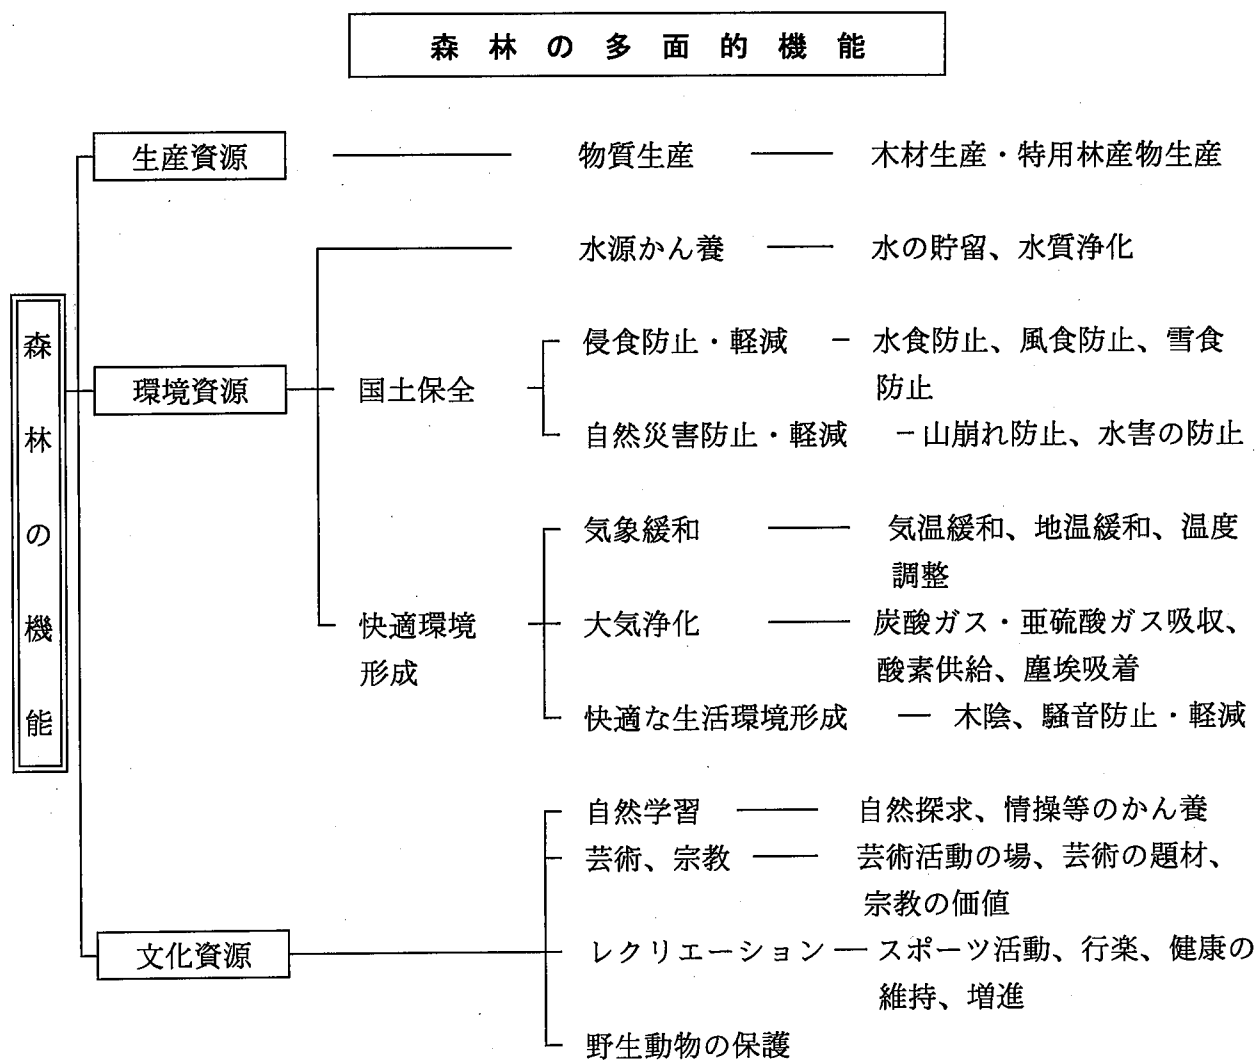 森林の多面的機能
生産資源 物質生産 木材生産・特用林産物生産
水源かん養 水の貯留、水質浄化
森林の機能
侵食防止・軽減 水食防止、風食防止、雪食
環境資源 国土保全 防止
自然災害防止・軽減 山崩れ防止、水害の防止
気象緩和 気温緩和、地温緩和、温度
調整
快適環境 大気浄化 炭酸ガス・亜硫酸ガス吸収、
形成 酸素供給、塵埃吸着
快適な生活環境形成 木陰、騒音防止・軽減
自然学習 自然探求、情操等のかん養
芸術、宗教 芸術活動の場、芸術の題材、
宗教の価値
文化資源 レクリエーション スポーツ活動、行楽、健康の
維持、増進
野生動物の保護